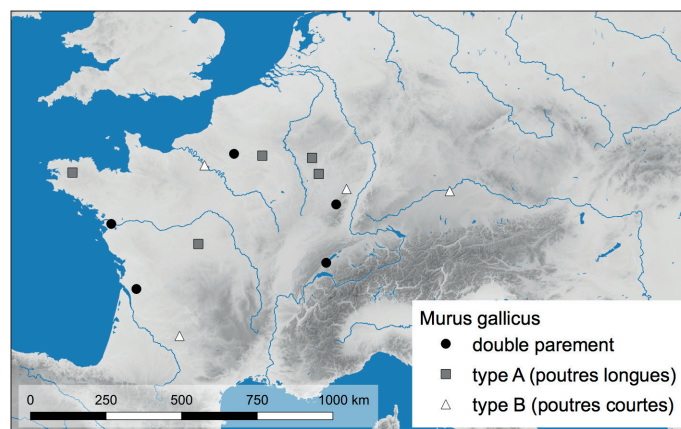 Murus gallicus
double parement
type A (poutres longues)
type B (poutres courtes)
0 250 500 750 1000 km